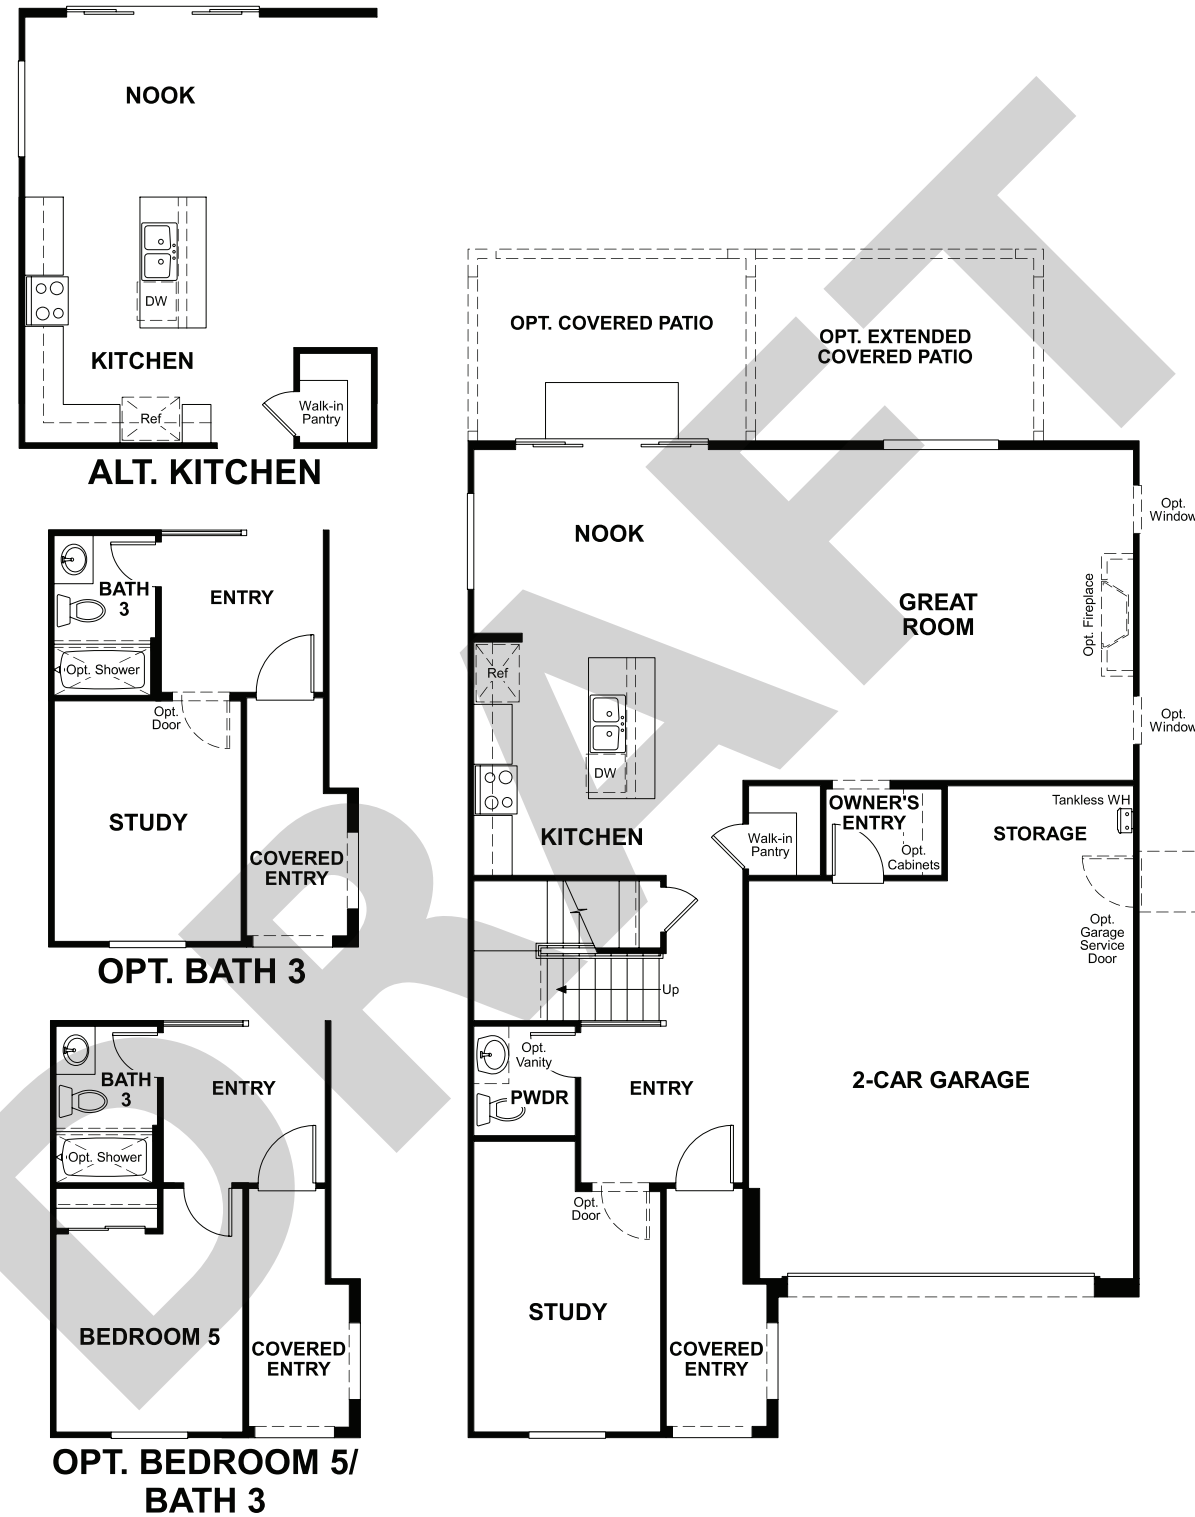 NOOK
DW
KITCHEN
Ref
Walk-in
Pantry
ALT. KITCHEN
BATH
3
ENTRY
Opt. Shower
Opt.
Door
STUDY
COVERED
ENTRY
OPT. BATH 3
BATH
3
ENTRY
Opt. Shower
BEDROOM 5
COVERED
ENTRY
OPT. BEDROOM 5/
BATH 3
OPT. COVERED PATIO
OPT. EXTENDED
COVERED PATIO
NOOK
GREAT
ROOM
Opt.
Window
Opt. Fireplace
Opt.
Window
Ref
DW
KITCHEN
Walk-in
Pantry
OWNER'S
ENTRY
Opt.
Cabinets
Tankless WH
STORAGE
Opt.
Garage
Service
Door
Up
Opt.
Vanity
PWDR
ENTRY
2-CAR GARAGE
Opt.
Door
STUDY
COVERED
ENTRY
DRAFT